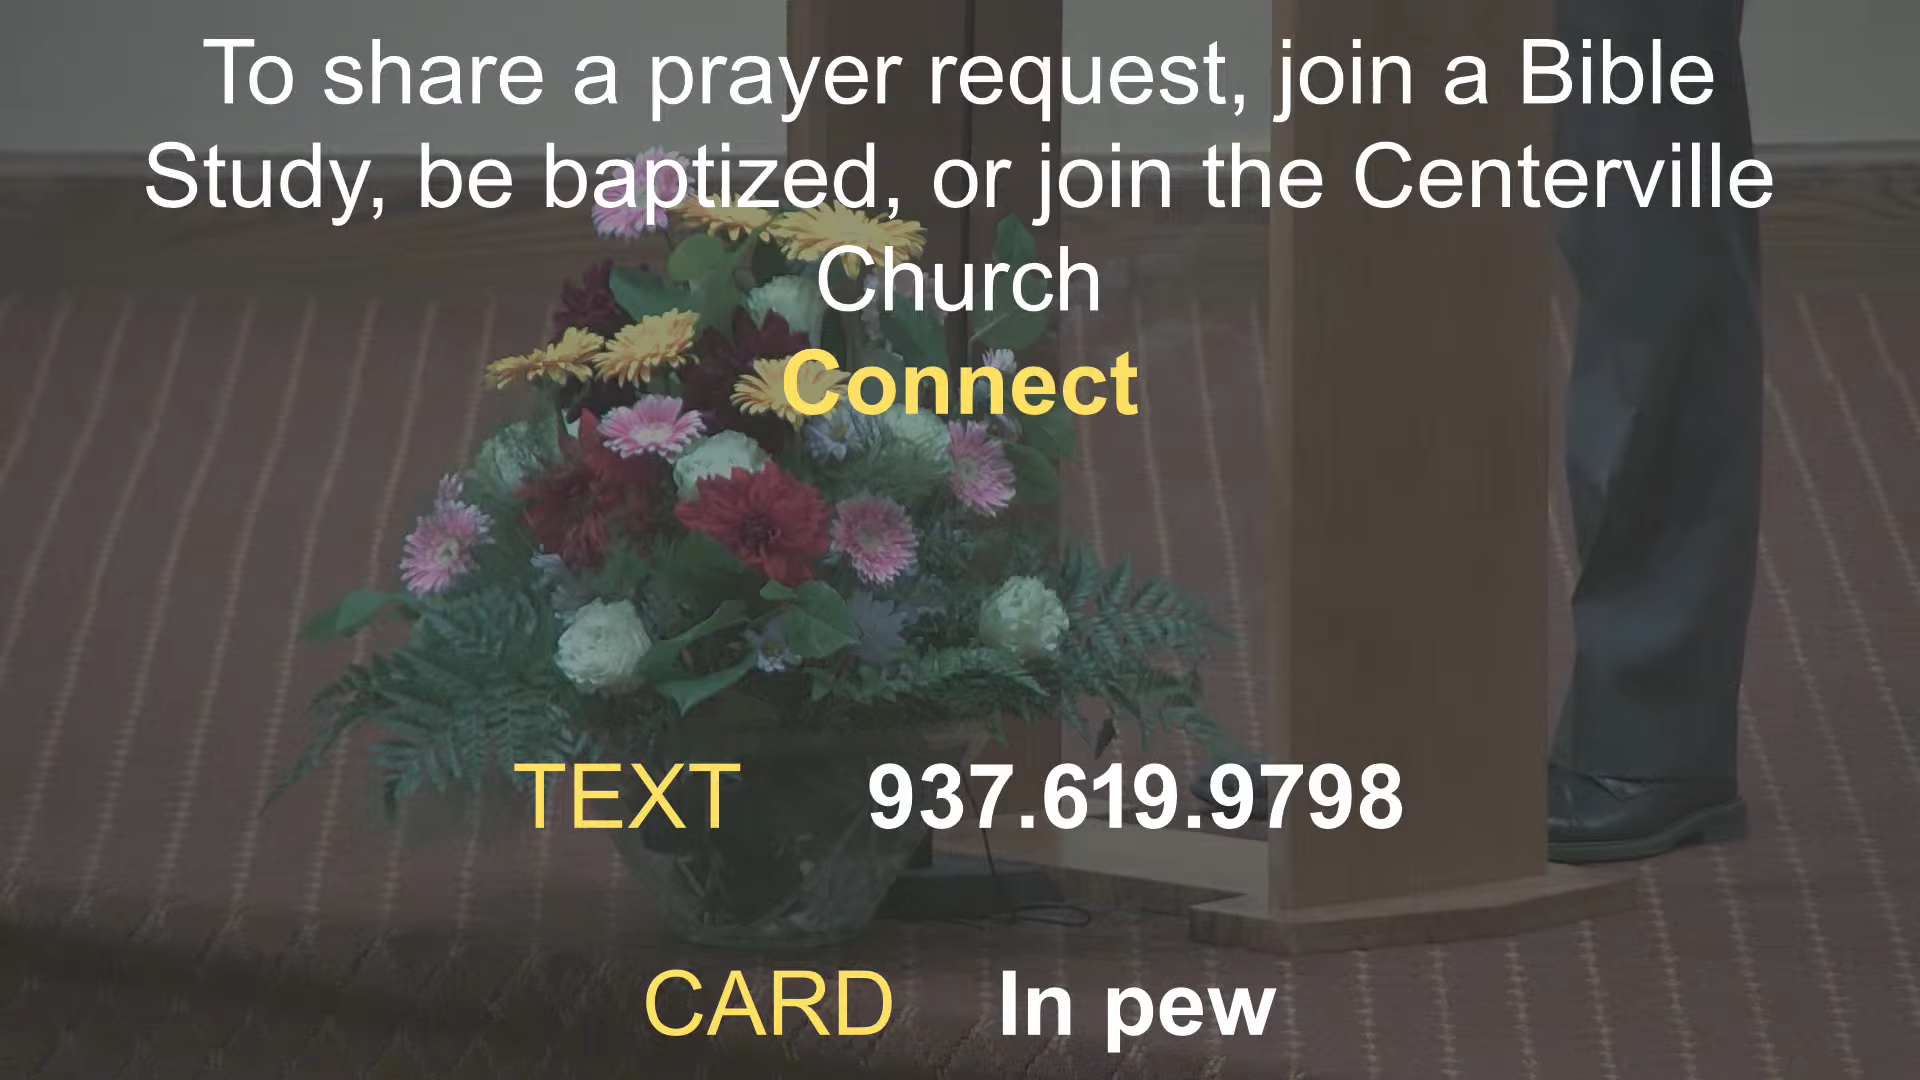 To share a prayer request, join a Bible
Study, be baptized, or join the Centerville
Church
Connect
TEXT 937.619.9798
CARD In pew